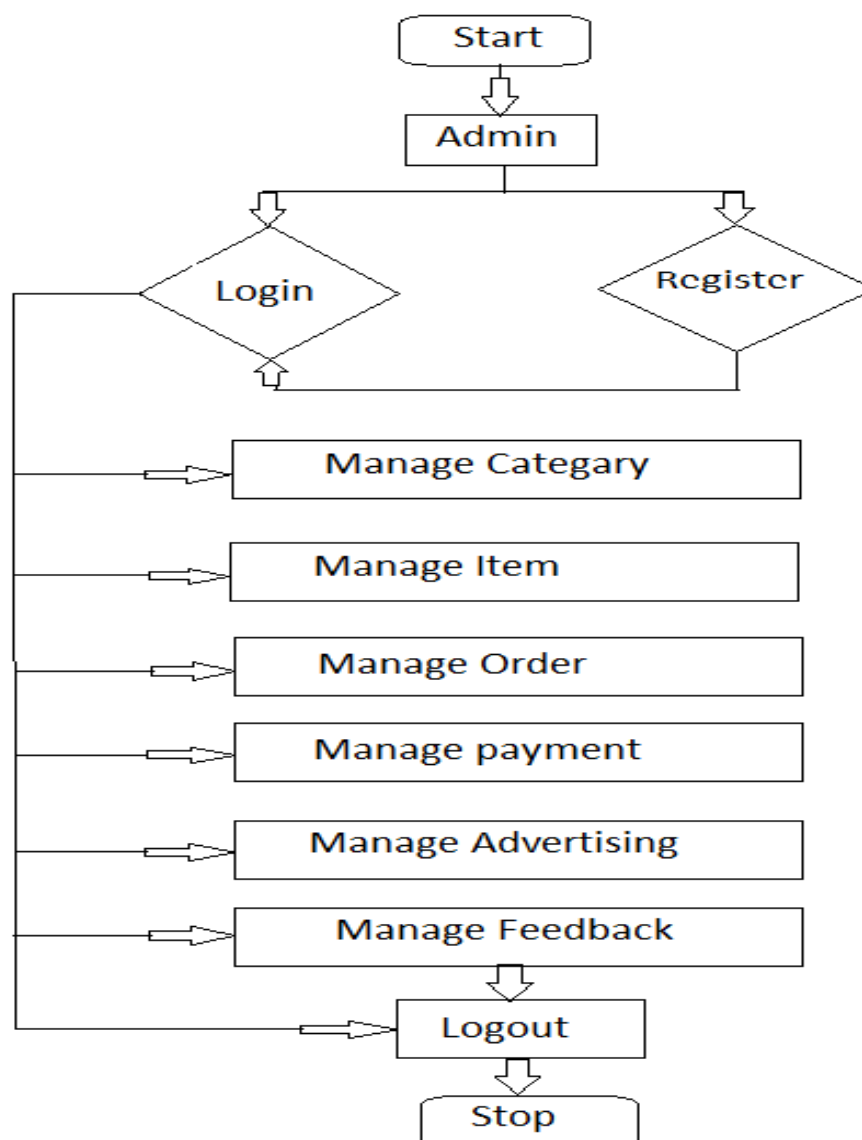 Start
Admin
Login
Register
Manage Categary
Manage Item
Manage Order
Manage payment
Manage Advertising
Manage Feedback
Logout
Stop